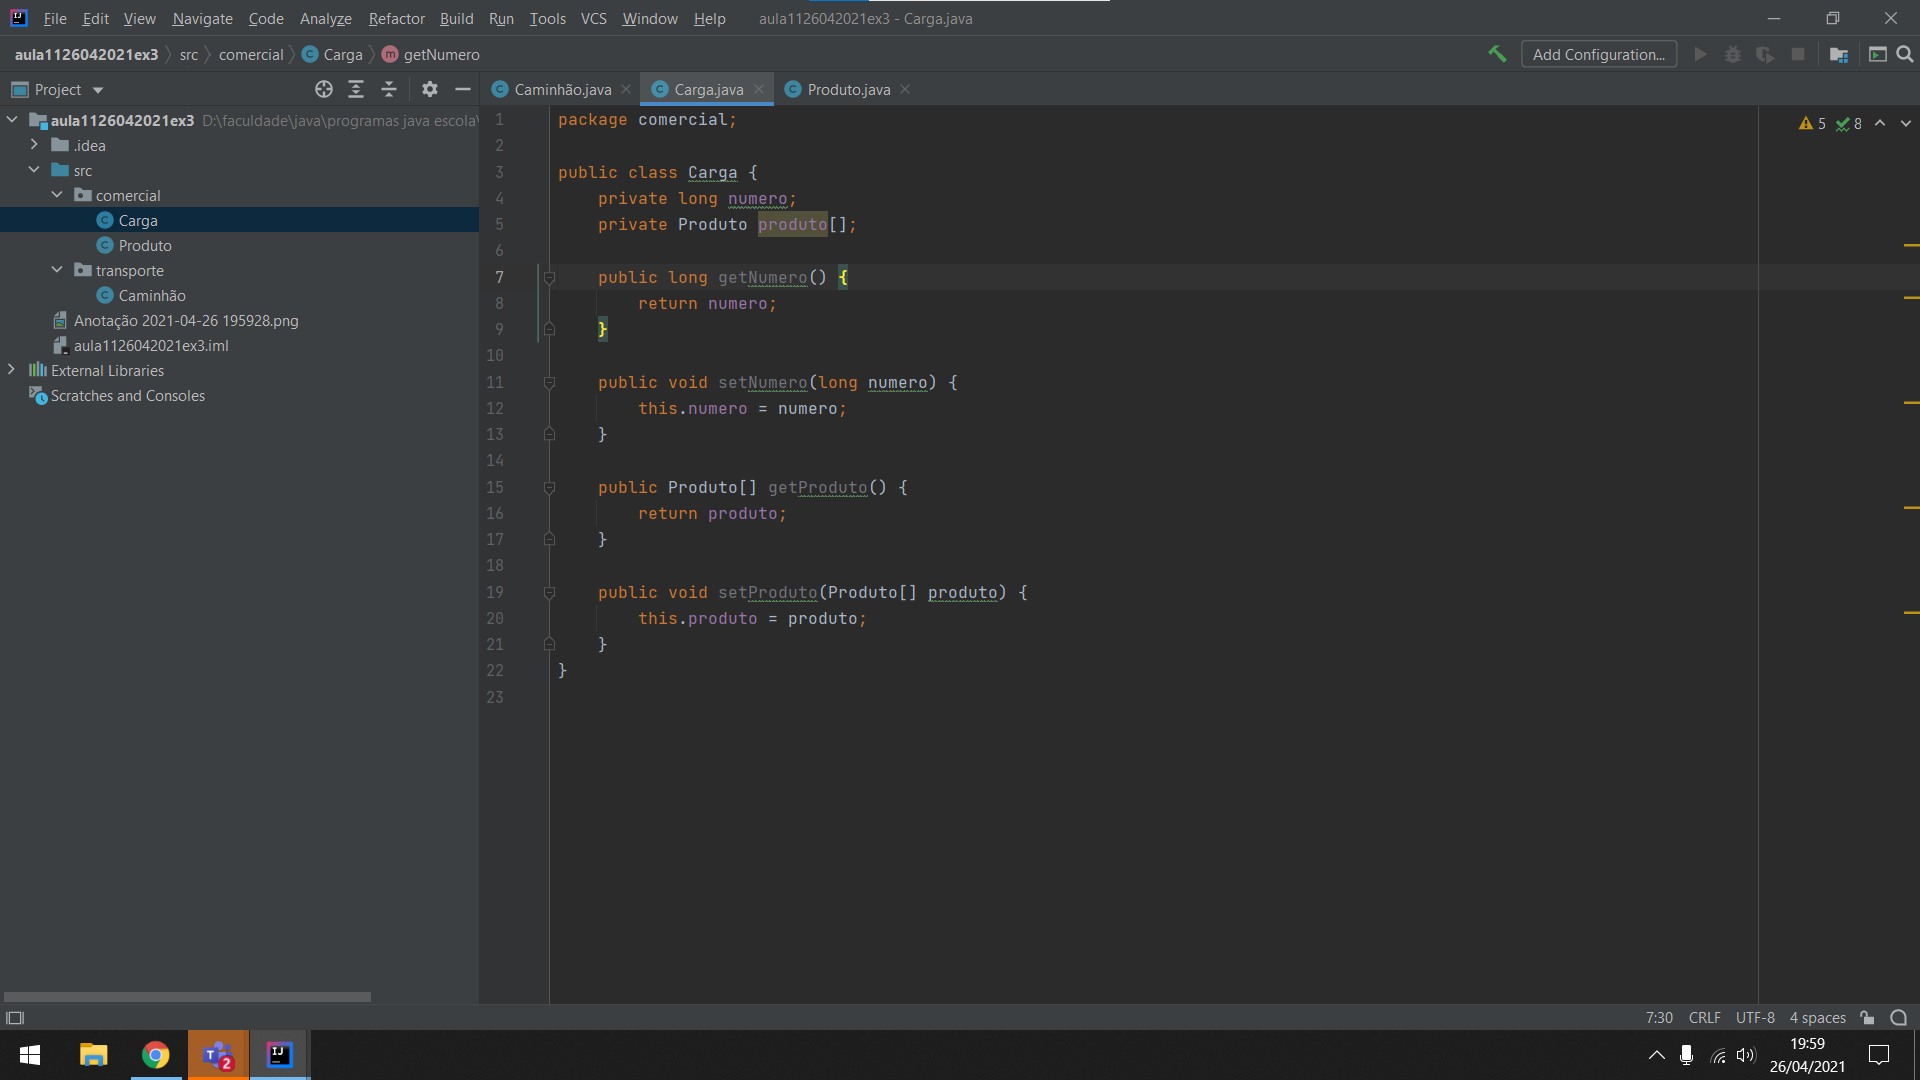 File Edit View Navigate Code Analyze Refactor Build Run Tools VCS Window Help aula1126042021ex3 - Carga.java
aula1126042021ex3 src comercial Carga getNumero Add Configuration...
Project
Caminhão.java Carga.java Produto.java
aula1126042021ex3 D:\faculdade\java\programas java escola\
.idea
src
comercial
Carga
Produto
transporte
Caminhão
Anotação 2021-04-26 195928.png
aula1126042021ex3.iml
External Libraries
Scratches and Consoles
1 package comercial;
2
3 public class Carga {
4 private long numero;
5 private Produto produto[];
6
7 public long getNumero() {
8 return numero;
9 }
10
11 public void setNumero(long numero) {
12 this.numero = numero;
13 }
14
15 public Produto[] getProduto() {
16 return produto;
17 }
18
19 public void setProduto(Produto[] produto) {
20 this.produto = produto;
21 }
22 }
23
5 8
7:30 CRLF UTF-8 4 spaces
2
19:59
26/04/2021